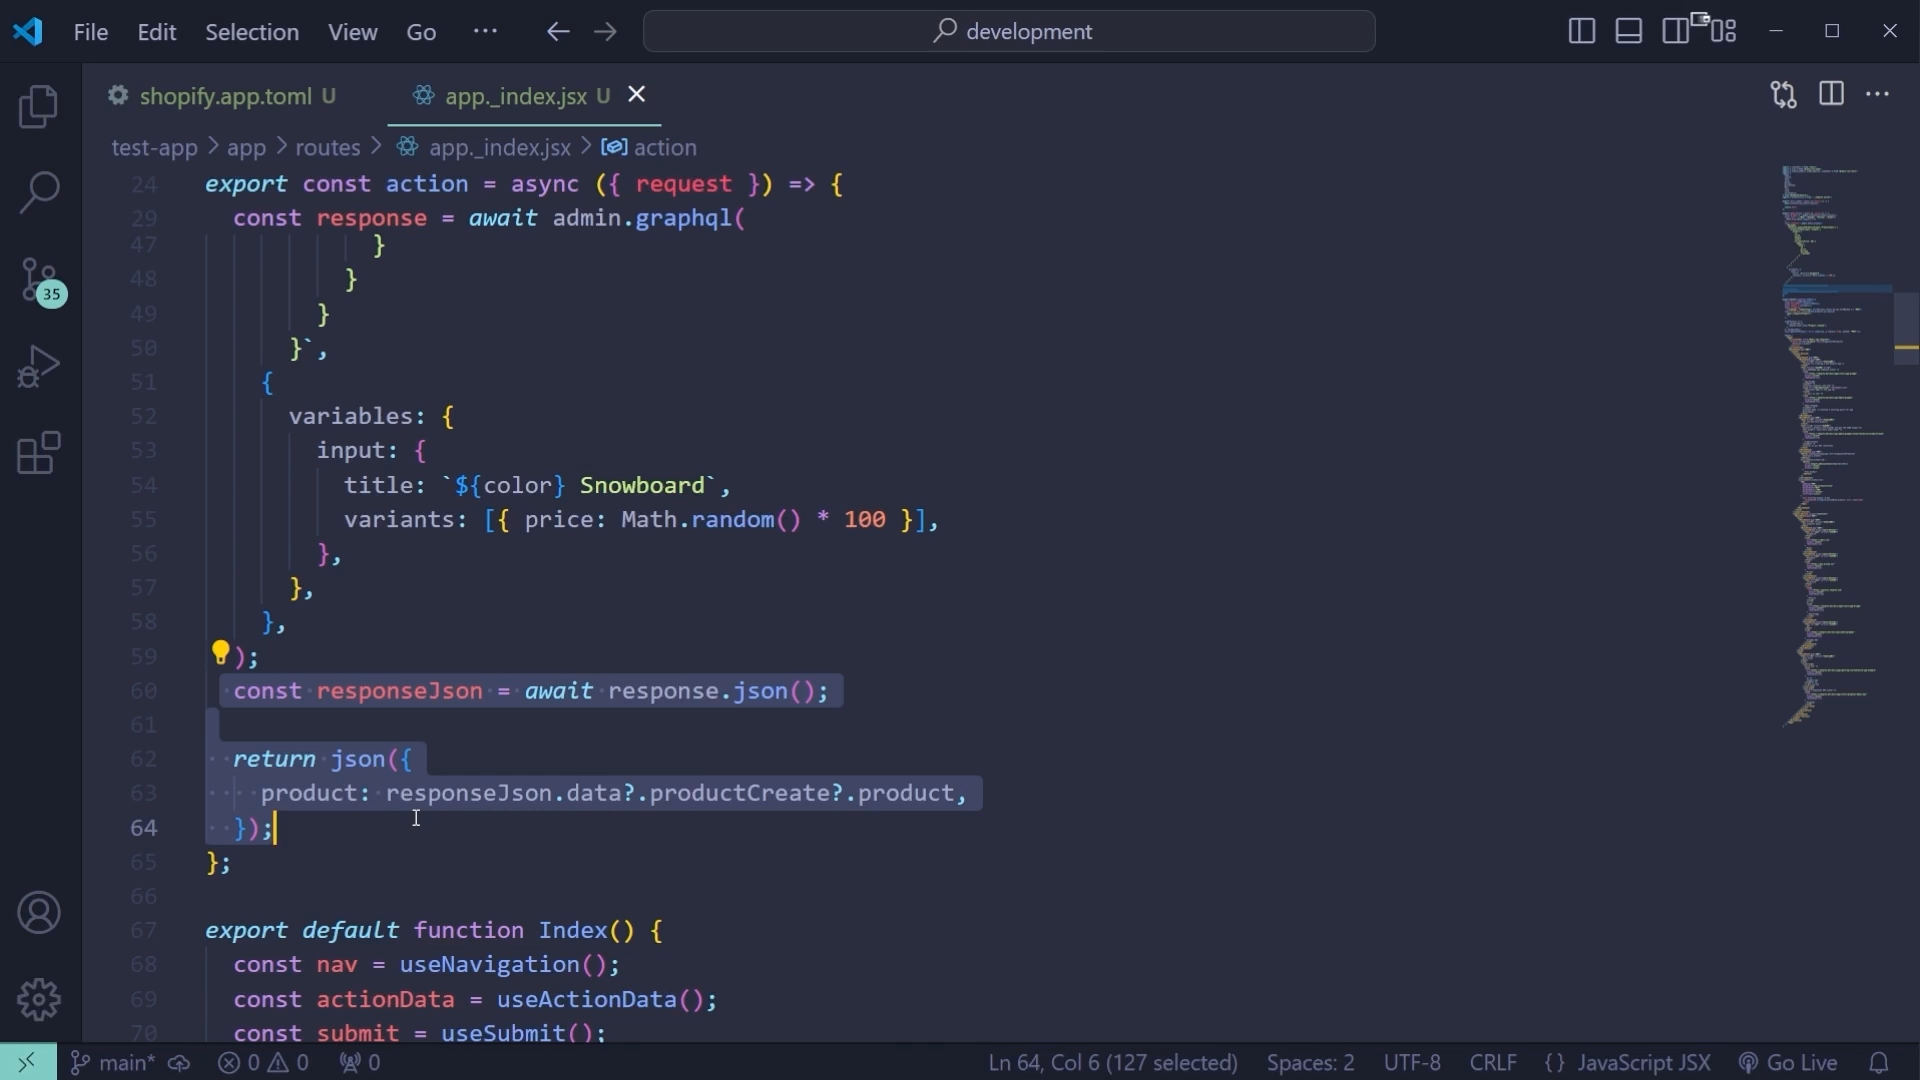 File Edit Selection View Go ··· development
shopify.app.toml U app._index.jsx U
test-app > app > routes > app._index.jsx > action
24 export const action = async ({ request }) => {
29 const response = await admin.graphql(
47 }
48 }
49 }
50 }`,
51 {
52 variables: {
53 input: {
54 title: `${color} Snowboard`,
55 variants: [{ price: Math.random() * 100 }],
56 },
57 },
58 },
59 );
60 const responseJson = await response.json();
61
62 return json({
63 product: responseJson.data?.productCreate?.product,
64 });
65 };
66
67 export default function Index() {
68 const nav = useNavigation();
69 const actionData = useActionData();
70 const submit = useSubmit();
35
main* 0 0 0 Ln 64, Col 6 (127 selected) Spaces: 2 UTF-8 CRLF {} JavaScript JSX Go Live